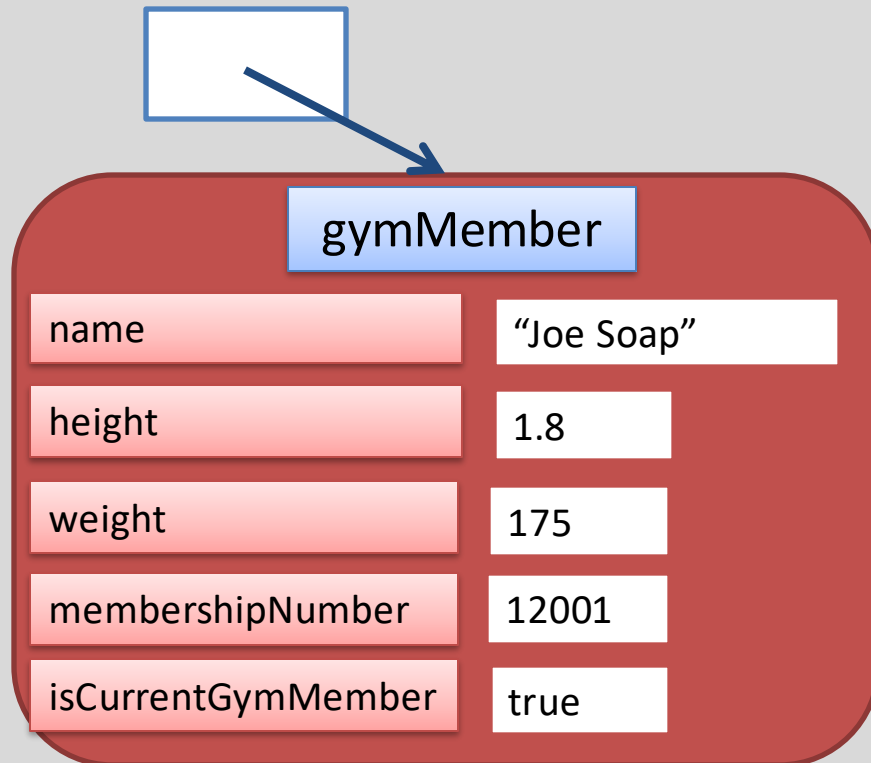 gymMember
name
“Joe Soap”
height
1.8
weight
175
membershipNumber
12001
isCurrentGymMember
true